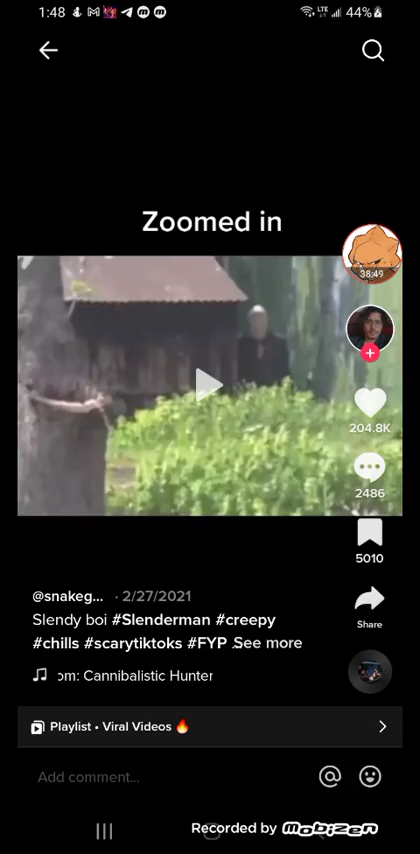 1:48
LTE
44%
Zoomed in
38:49
204.8K
2486
5010
@snakeg... · 2/27/2021
Slendy boi #Slenderman #creepy
#chills #scarytiktoks #FYP .See more
Share
om: Cannibalistic Hunter
Playlist • Viral Videos 🔥
Add comment...
Recorded by Mobizen